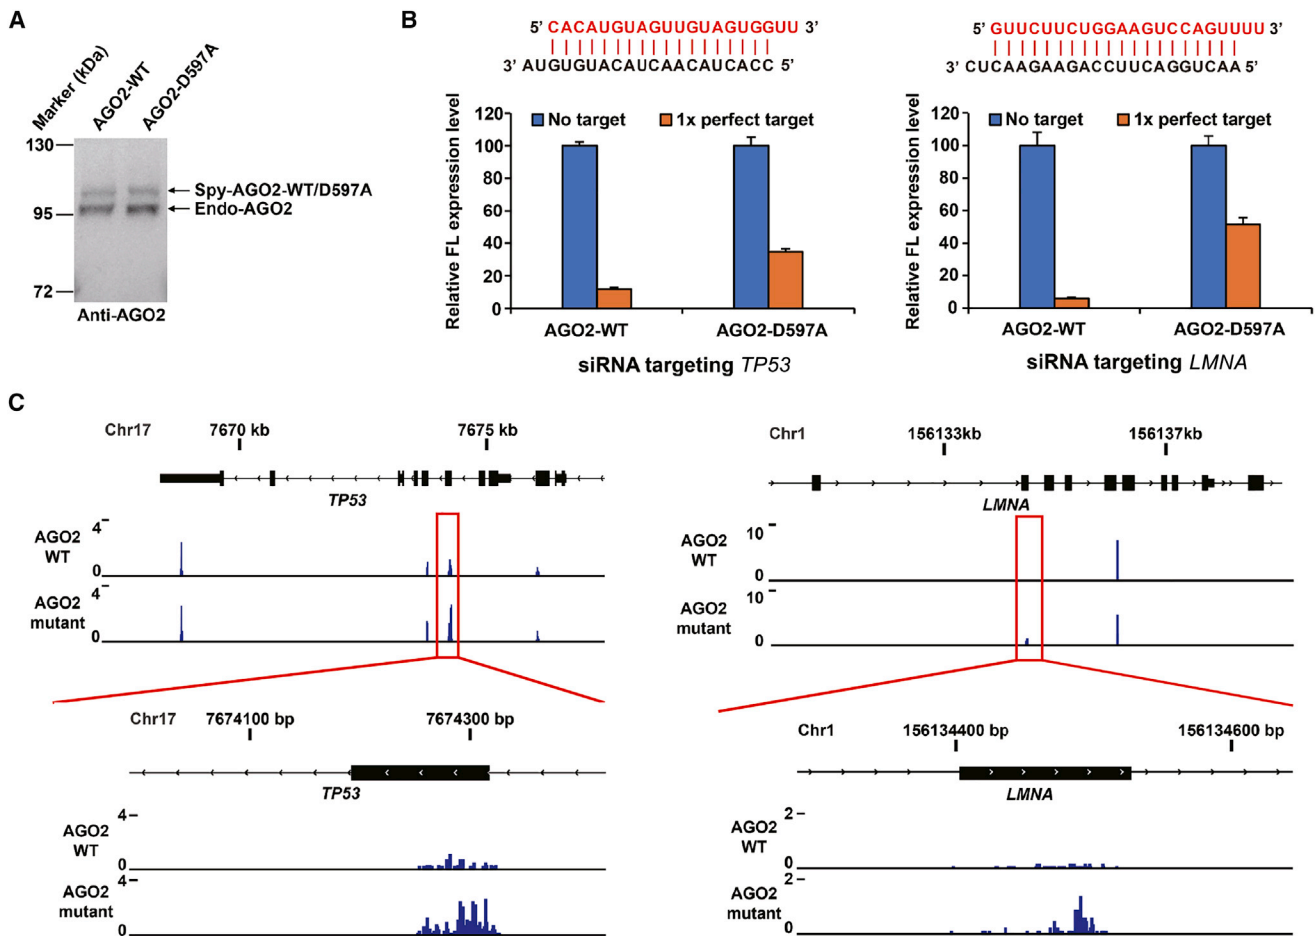 A
Marker (kDa)
AGO2-WT
AGO2-D597A
130
95
72
Spy-AGO2-WT/D597A
Endo-AGO2
Anti-AGO2
B
5' CACAUGUAGUUGUAGUGGUU 3'
3' AUGUGUACAUCAACAUCACC 5'
Relative FL expression level
120
100
80
60
40
20
0
No target
1x perfect target
AGO2-WT
AGO2-D597A
siRNA targeting TP53
5' GUUCUUCUGGAAGUCCAGUUUU 3'
3' CUCAAGAAGACCUUCAGGUCAA 5'
Relative FL expression level
120
100
80
60
40
20
0
No target
1x perfect target
AGO2-WT
AGO2-D597A
siRNA targeting LMNA
C
Chr17
7670 kb
7675 kb
TP53
AGO2 WT
4
0
AGO2 mutant
4
0
Chr17
7674100 bp
7674300 bp
TP53
AGO2 WT
4
0
AGO2 mutant
4
0
Chr1
156133kb
156137kb
LMNA
AGO2 WT
10
0
AGO2 mutant
10
0
Chr1
156134400 bp
156134600 bp
LMNA
AGO2 WT
2
0
AGO2 mutant
2
0